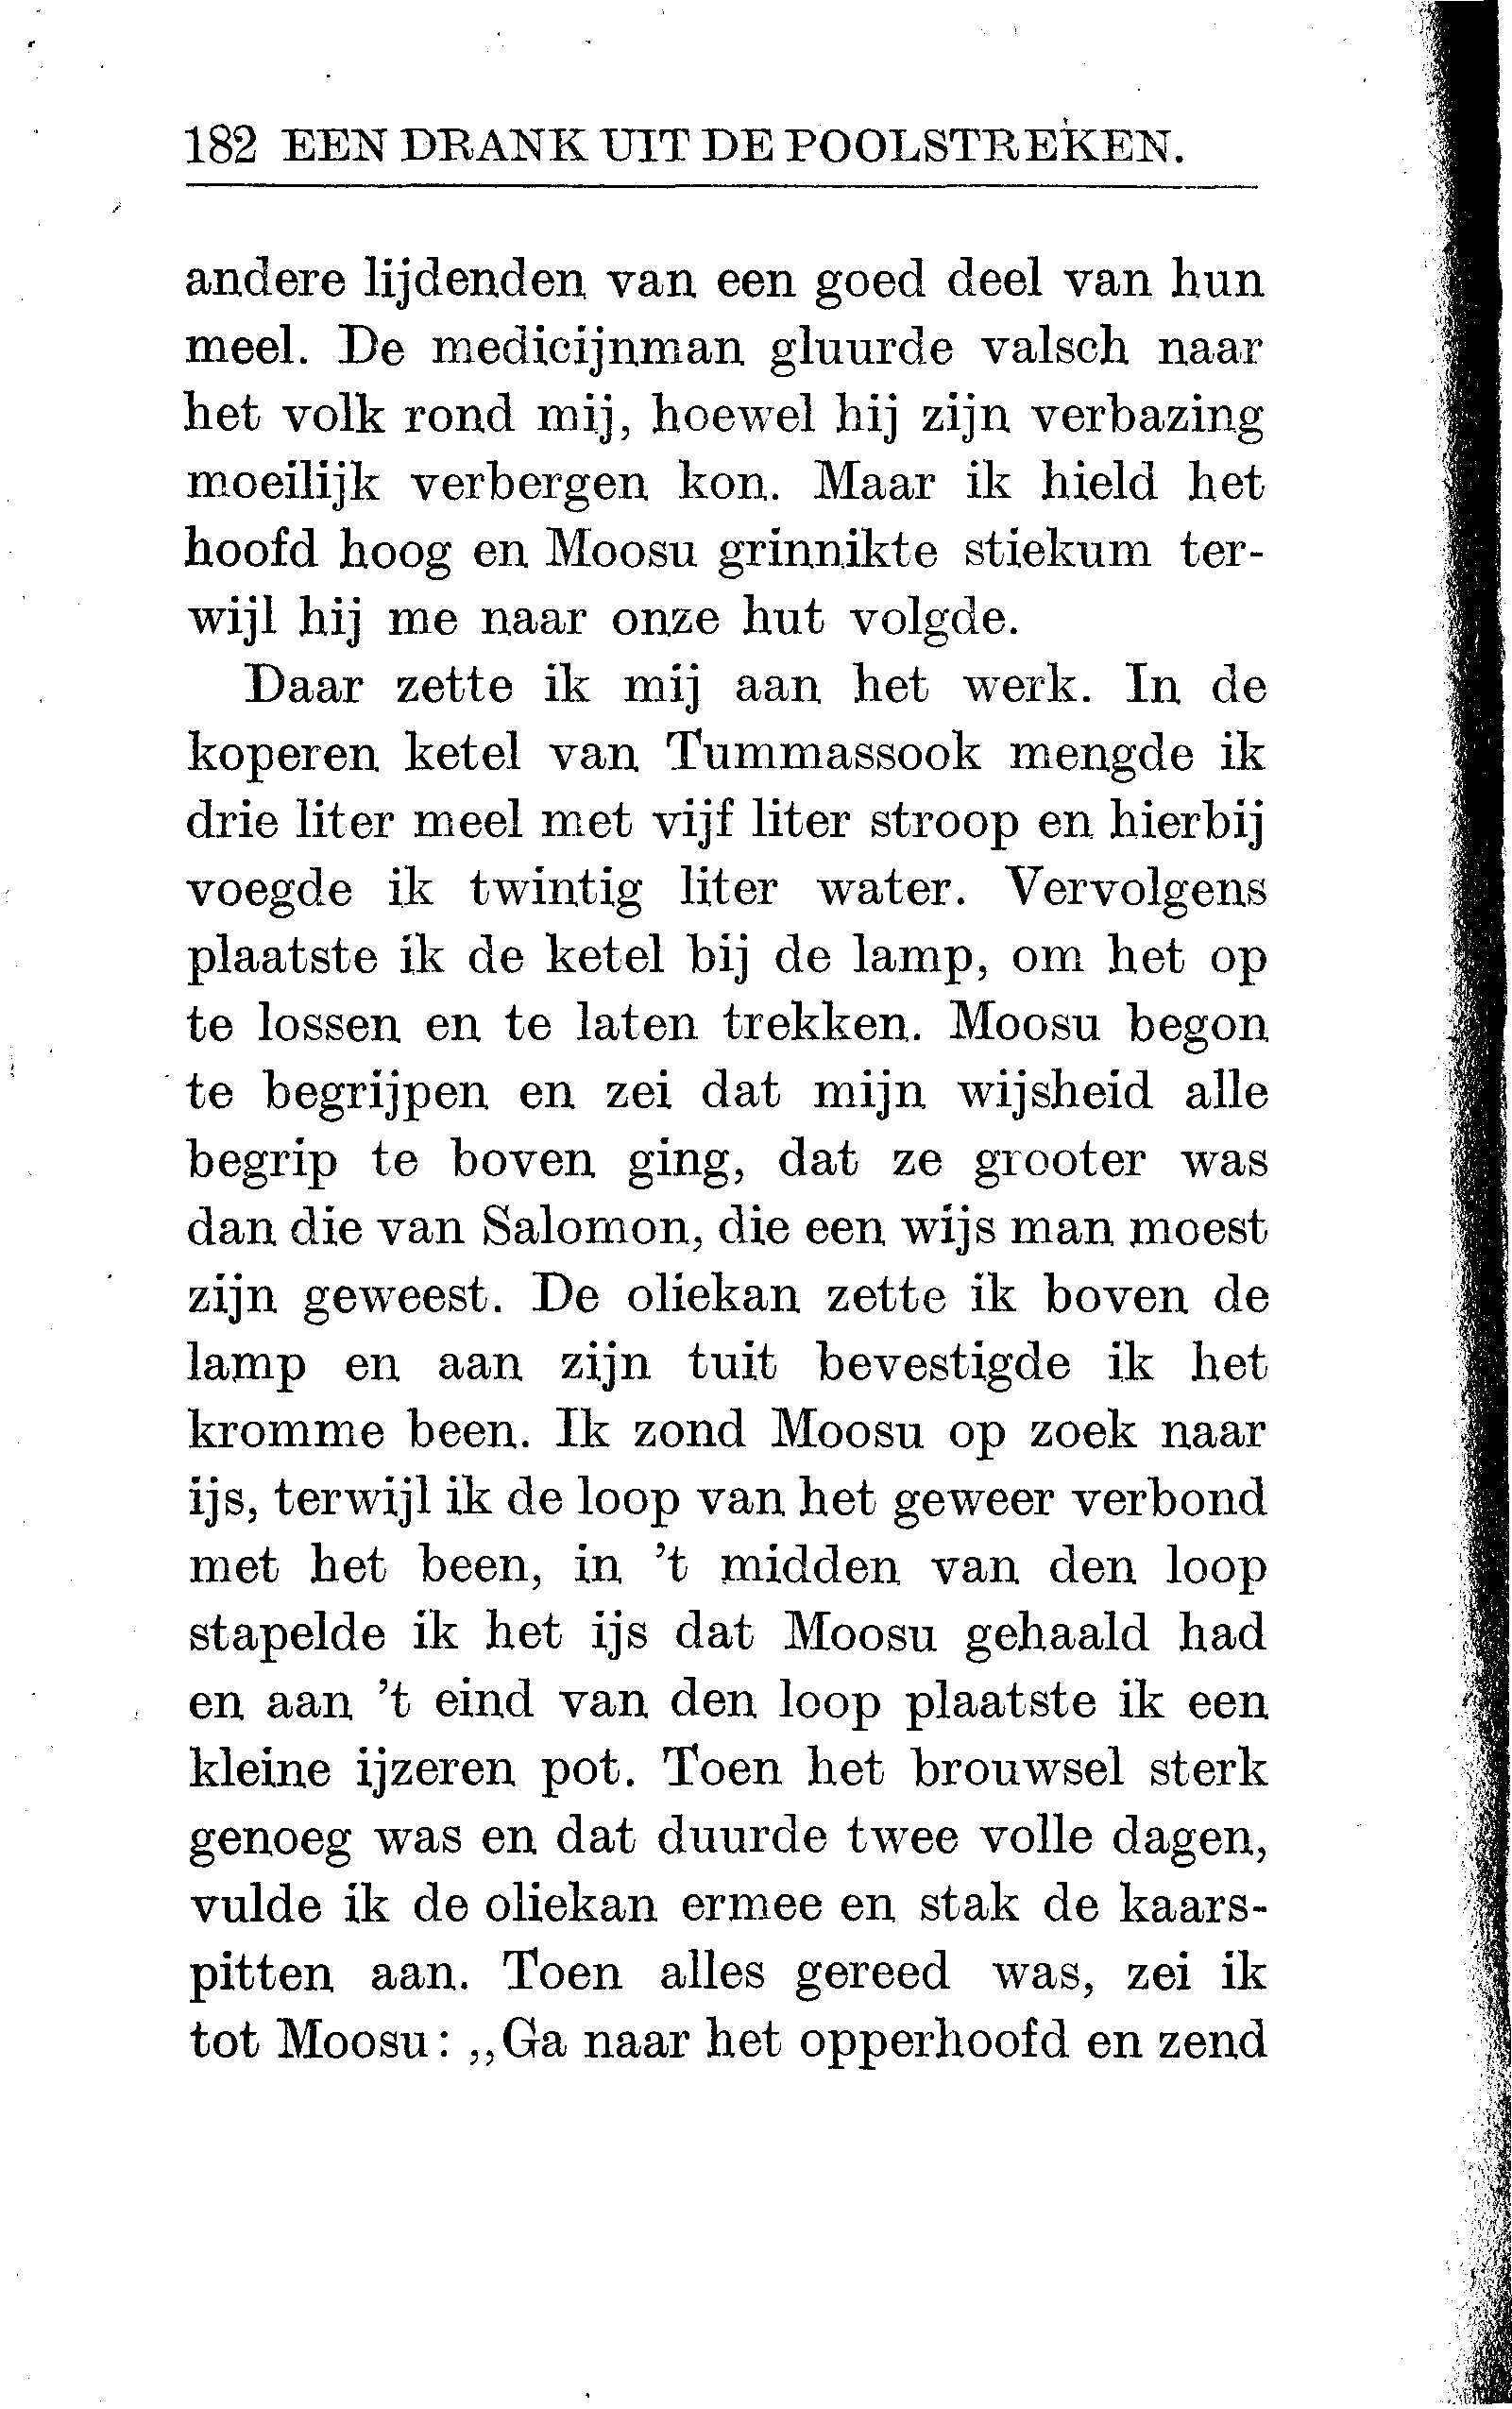 182 EEN DRANK UIT DE POOLSTREKEN.
andere lijdenden van een goed deel van hun
meel. De medicijnman gluurde valsch naar
het volk rond mij, hoewel hij zijn verbazing
moeilijk verbergen kon. Maar ik hield het
hoofd hoog en Moosu grinnikte stiekum ter-
wijl hij me naar onze hut volgde.
Daar zette ik mij aan het werk. In de
koperen ketel van Tummassook mengde ik
drie liter meel met vijf liter stroop en hierbij
voegde ik twintig liter water. Vervolgens
plaatste ik de ketel bij de lamp, om het op
te lossen en te laten trekken. Moosu begon
te begrijpen en zei dat mijn wijsheid alle
begrip te boven ging, dat ze grooter was
dan die van Salomon, die een wijs man moest
zijn geweest. De oliekan zette ik boven de
lamp en aan zijn tuit bevestigde ik het
kromme been. Ik zond Moosu op zoek naar
ijs, terwijl ik de loop van het geweer verbond
met het been, in 't midden van den loop
stapelde ik het ijs dat Moosu gehaald had
en aan 't eind van den loop plaatste ik een
kleine ijzeren pot. Toen het brouwsel sterk
genoeg was en dat duurde twee volle dagen,
vulde ik de oliekan ermee en stak de kaars-
pitten aan. Toen alles gereed was, zei ik
tot Moosu: ,,Ga naar het opperhoofd en zend